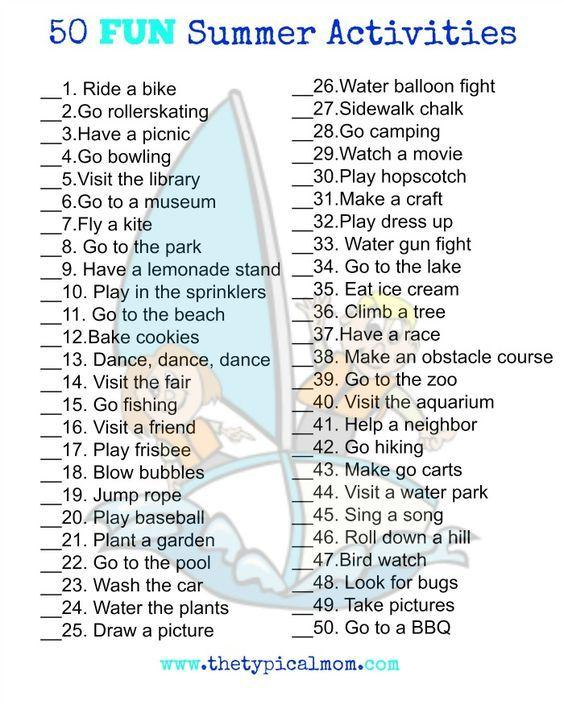 50 FUN Summer Activities
__1. Ride a bike
__2.Go rollerskating
__3.Have a picnic
__4.Go bowling
__5.Visit the library
__6.Go to a museum
__7.Fly a kite
__8. Go to the park
__9. Have a lemonade stand
__10. Play in the sprinklers
__11. Go to the beach
__12.Bake cookies
__13. Dance, dance, dance
__14. Visit the fair
__15. Go fishing
__16. Visit a friend
__17. Play frisbee
__18. Blow bubbles
__19. Jump rope
__20. Play baseball
__21. Plant a garden
__22. Go to the pool
__23. Wash the car
__24. Water the plants
__25. Draw a picture
__26.Water balloon fight
__27.Sidewalk chalk
__28.Go camping
__29.Watch a movie
__30.Play hopscotch
__31.Make a craft
__32.Play dress up
__33. Water gun fight
__34. Go to the lake
__35. Eat ice cream
__36. Climb a tree
__37.Have a race
__38. Make an obstacle course
__39. Go to the zoo
__40. Visit the aquarium
__41. Help a neighbor
__42. Go hiking
__43. Make go carts
__44. Visit a water park
__45. Sing a song
__46. Roll down a hill
__47.Bird watch
__48. Look for bugs
__49. Take pictures
__50. Go to a BBQ
www.thetypicalmom.com